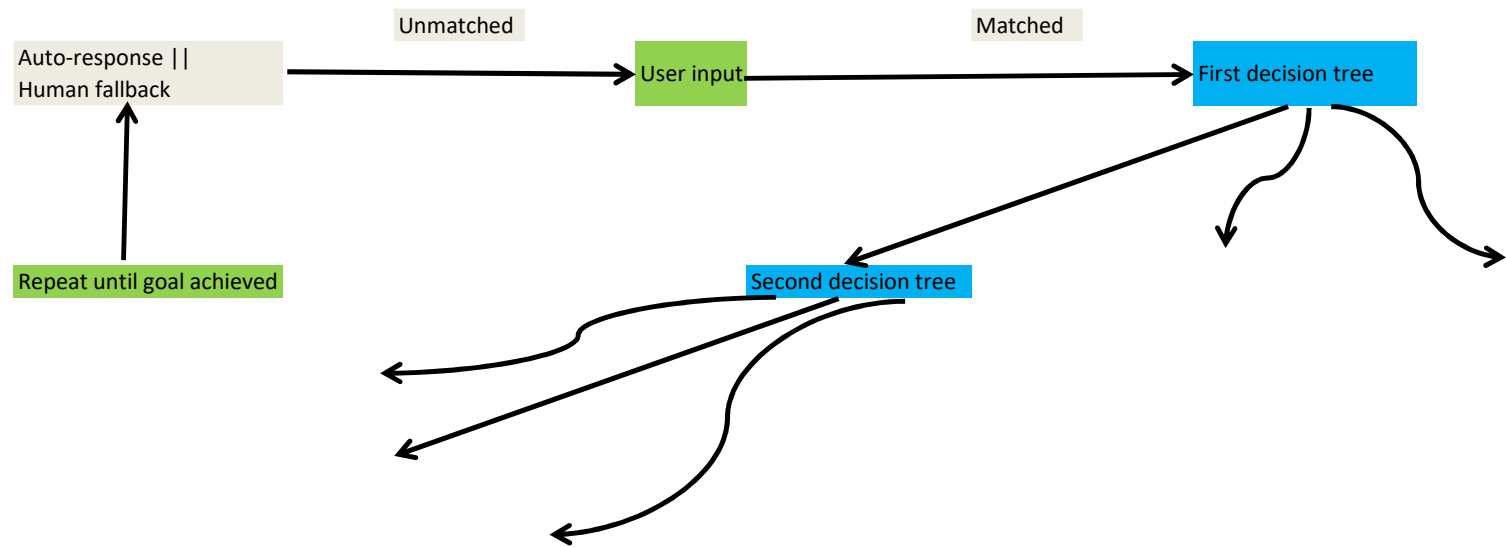 Unmatched
Matched
Auto-response ||
Human fallback
User input
First decision tree
Repeat until goal achieved
Second decision tree